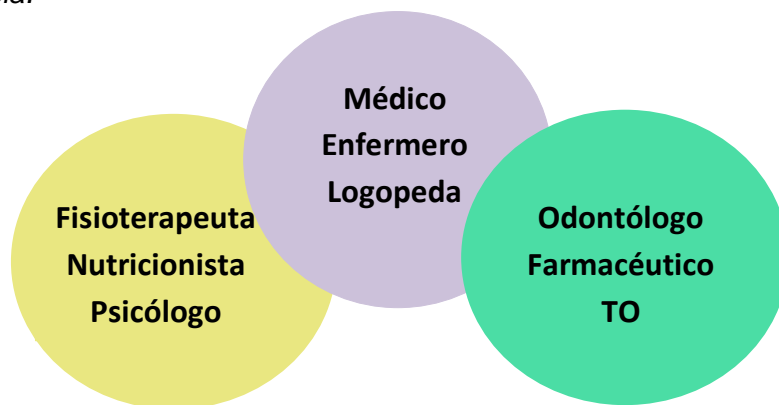 Médico
Enfermero
Logopeda
Fisioterapeuta
Nutricionista
Psicólogo
Odontólogo
Farmacéutico
TO